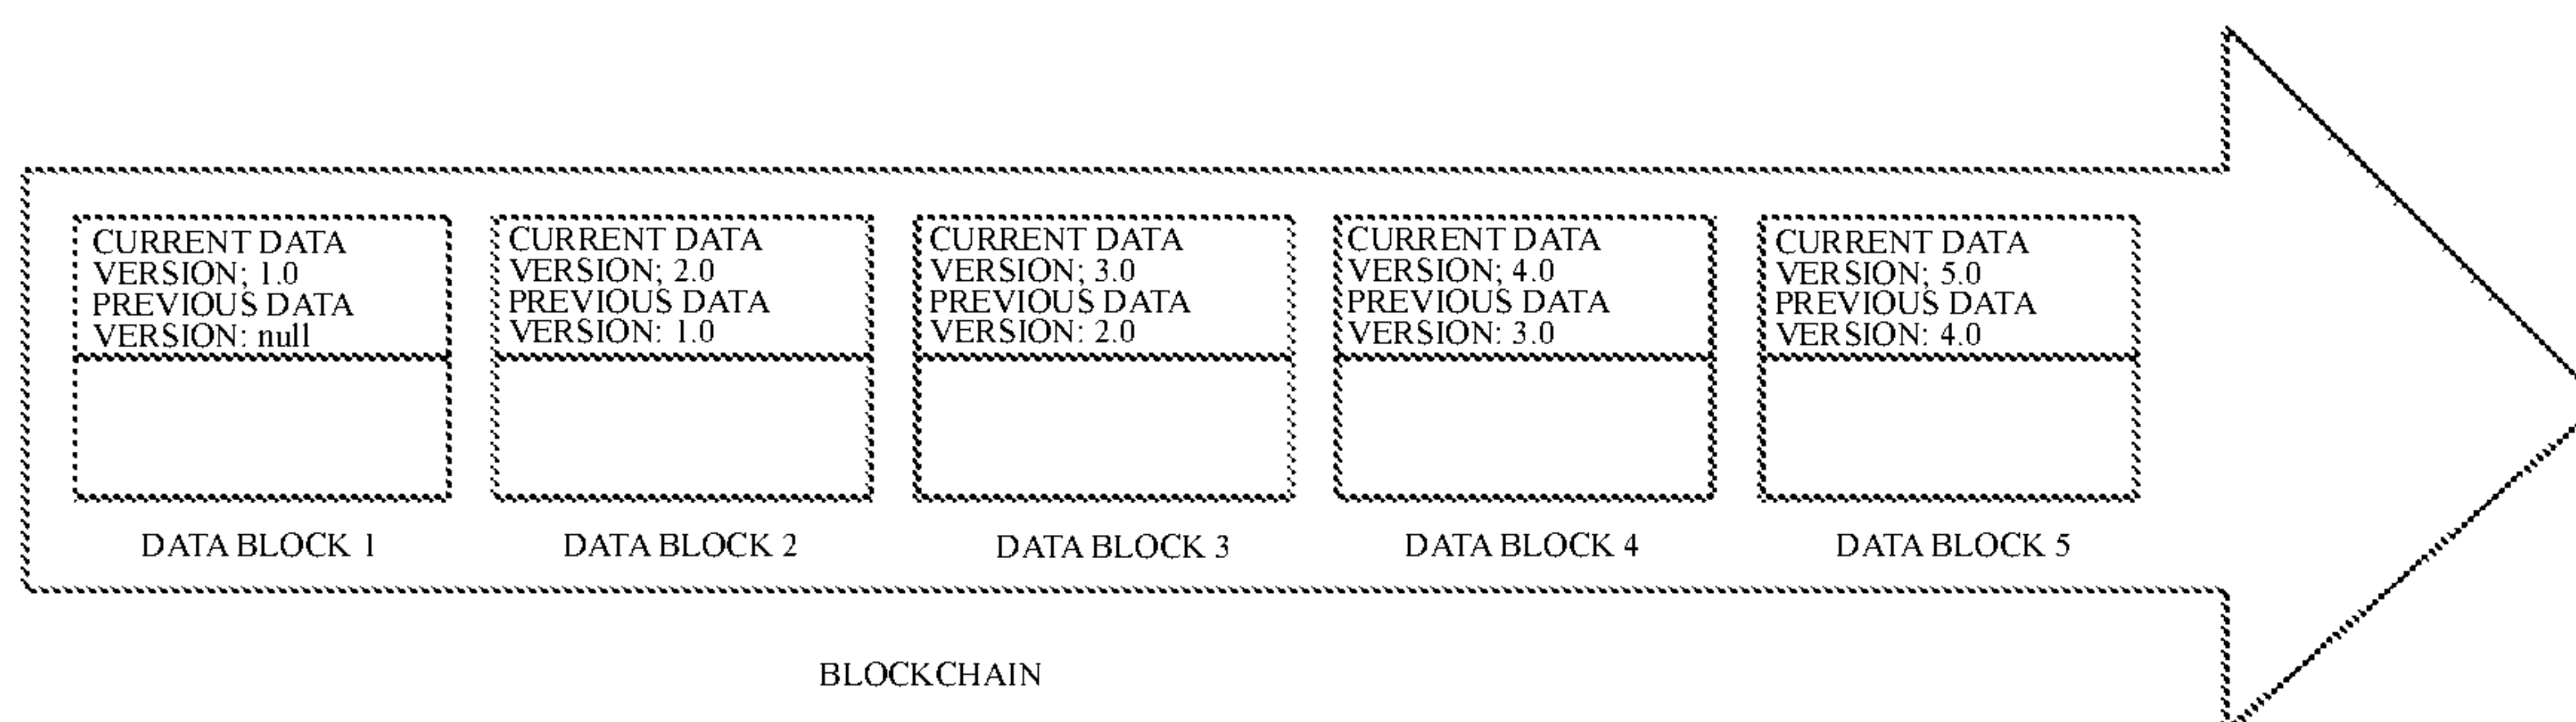 CURRENT DATA
VERSION; 1.0
PREVIOUS DATA
VERSION: null
CURRENT DATA
VERSION; 2.0
PREVIOUS DATA
VERSION: 1.0
CURRENT DATA
VERSION; 3.0
PREVIOUS DATA
VERSION: 2.0
CURRENT DATA
VERSION; 4.0
PREVIOUS DATA
VERSION: 3.0
CURRENT DATA
VERSION; 5.0
PREVIOUS DATA
VERSION: 4.0
DATA BLOCK 1
DATA BLOCK 2
DATA BLOCK 3
DATA BLOCK 4
DATA BLOCK 5
BLOCKCHAIN